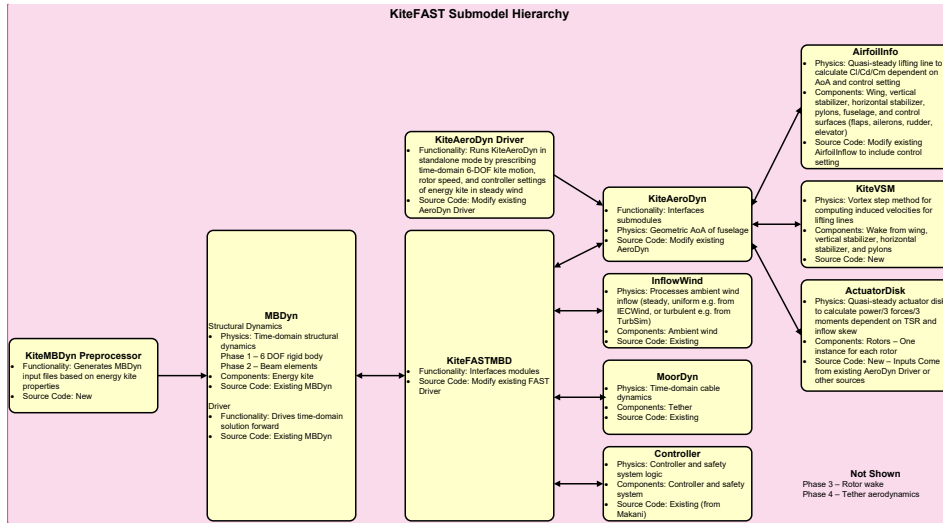 KiteFAST Submodel Hierarchy
KiteMBDyn Preprocessor
• Functionality: Generates MBDyn
input files based on energy kite
properties
• Source Code: New
MBDyn
Structural Dynamics
• Physics: Time-domain structural
dynamics
Phase 1 – 6 DOF rigid body
Phase 2 – Beam elements
• Components: Energy kite
• Source Code: Existing MBDyn
Driver
• Functionality: Drives time-domain
solution forward
• Source Code: Existing MBDyn
KiteAeroDyn Driver
• Functionality: Runs KiteAeroDyn in
standalone mode by prescribing
time-domain 6-DOF kite motion,
rotor speed, and controller settings
of energy kite in steady wind
• Source Code: Modify existing
AeroDyn Driver
KiteFASTMBD
• Functionality: Interfaces modules
• Source Code: Modify existing FAST
Driver
KiteAeroDyn
• Functionality: Interfaces
submodules
• Physics: Geometric AoA of fuselage
• Source Code: Modify existing
AeroDyn
InflowWind
• Physics: Processes ambient wind
inflow (steady, uniform e.g. from
IECWind, or turbulent e.g. from
TurbSim)
• Components: Ambient wind
• Source Code: Existing
MoorDyn
• Physics: Time-domain cable
dynamics
• Components: Tether
• Source Code: Existing
Controller
• Physics: Controller and safety
system logic
• Components: Controller and safety
system
• Source Code: Existing (from
Makani)
AirfoilInfo
• Physics: Quasi-steady lifting line to
calculate Cl/Cd/Cm dependent on
AoA and control setting
• Components: Wing, vertical
stabilizer, horizontal stabilizer,
pylons, fuselage, and control
surfaces (flaps, ailerons, rudder,
elevator)
• Source Code: Modify existing
AirfoilInflow to include control
setting
KiteVSM
• Physics: Vortex step method for
computing induced velocities for
lifting lines
• Components: Wake from wing,
vertical stabilizer, horizontal
stabilizer, and pylons
• Source Code: New
ActuatorDisk
• Physics: Quasi-steady actuator disk
to calculate power/3 forces/3
moments dependent on TSR and
inflow skew
• Components: Rotors – One
instance for each rotor
• Source Code: New – Inputs Come
from existing AeroDyn Driver or
other sources
Not Shown
Phase 3 – Rotor wake
Phase 4 – Tether aerodynamics